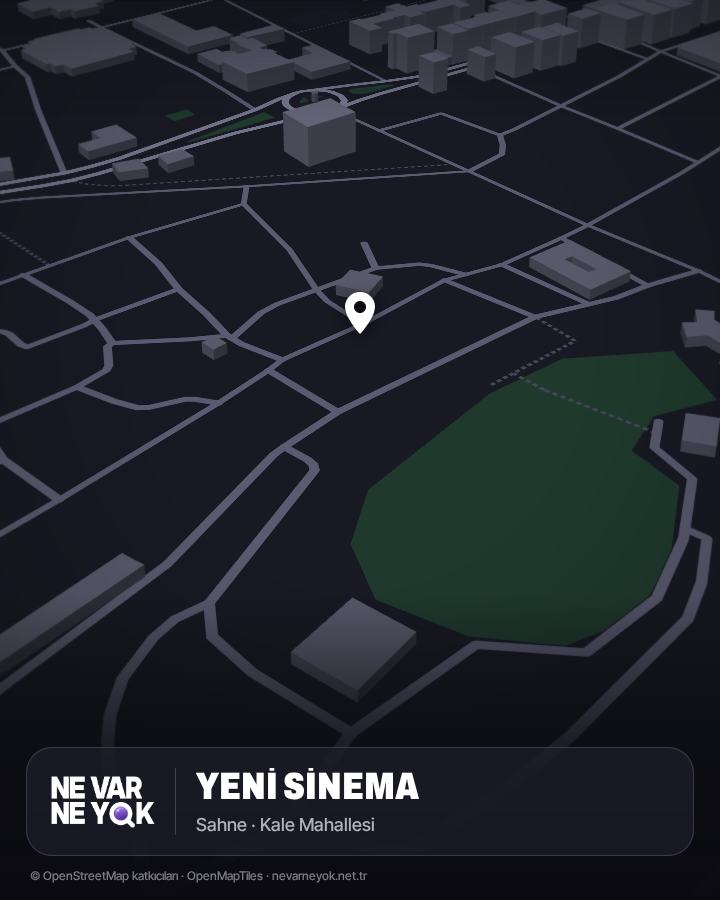 NE VAR
NE YOK
YENİ SİNEMA
Sahne · Kale Mahallesi
© OpenStreetMap katkıcıları · OpenMapTiles · nevarneyok.net.tr